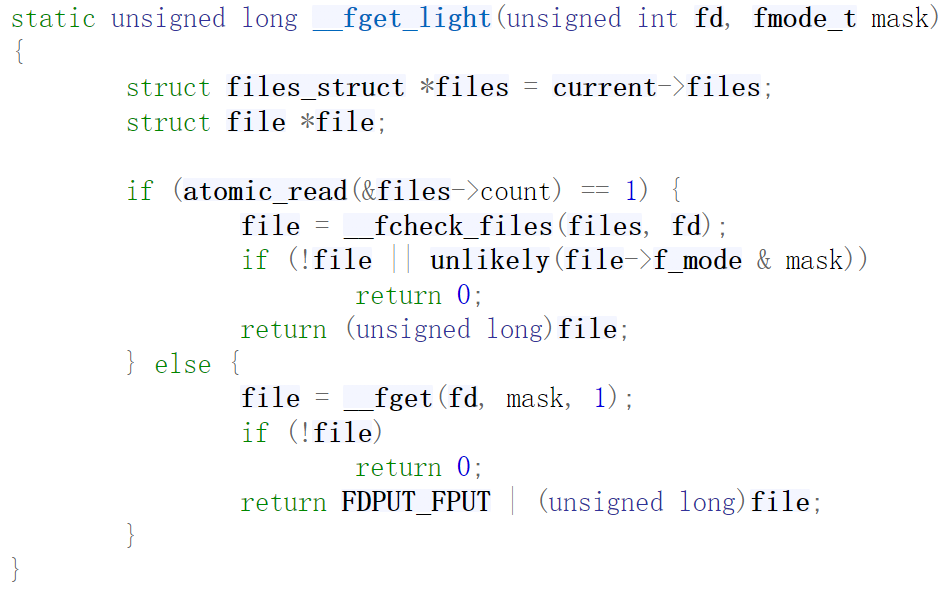 static unsigned long __fget_light(unsigned int fd, fmode_t mask)
{
        struct files_struct *files = current->files;
        struct file *file;

        if (atomic_read(&files->count) == 1) {
                file = __fcheck_files(files, fd);
                if (!file || unlikely(file->f_mode & mask))
                        return 0;
                return (unsigned long)file;
        } else {
                file = __fget(fd, mask, 1);
                if (!file)
                        return 0;
                return FDPUT_FPUT | (unsigned long)file;
        }
}